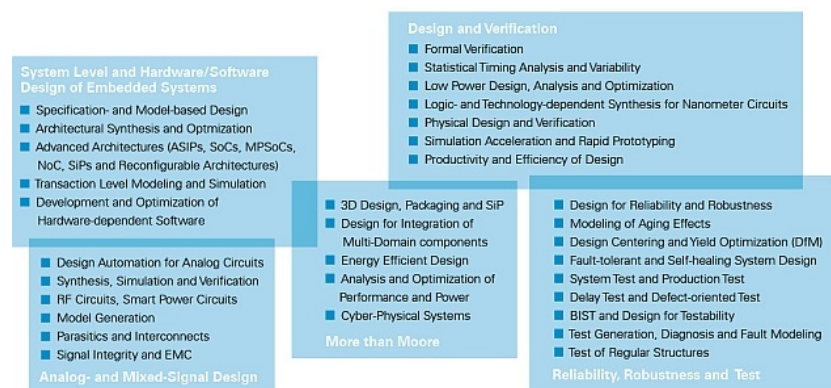 System Level and Hardware/Software
Design of Embedded Systems
Specification- and Model-based Design
Architectural Synthesis and Optmization
Advanced Architectures (ASIPs, SoCs, MPSoCs,
NoC, SiPs and Reconfigurable Architectures)
Transaction Level Modeling and Simulation
Development and Optimization
of Hardware-dependent Software
Design and Verification
Formal Verification
Statistical Timing Analysis and Variability
Low Power Design, Analysis and Optimization
Logic- and Technology-dependent Synthesis for Nanometer Circuits
Physical Design and Verification
Simulation Acceleration and Rapid Prototyping
Productivity and Efficiency of Design
Design Automation for Analog Circuits
Synthesis, Simulation and Verification
RF Circuits, Smart Power Circuits
Model Generation
Parasitics and Interconnects
Signal Integrity and EMC
Analog- and Mixed-Signal Design
3D Design, Packaging and SiP
Design for Integration of
Multi-Domain components
Energy Efficient Design
Analysis and Optimization of
Performance and Power
Cyber-Physical Systems
More than Moore
Design for Reliability and Robustness
Modeling of Aging Effects
Design Centering and Yield Optimization (DfM)
Fault-tolerant and Self-healing System Design
System Test and Production Test
Delay Test and Defect-oriented Test
BIST and Design for Testability
Test Generation, Diagnosis and Fault Modeling
Test of Regular Structures
Reliability, Robustness and Test